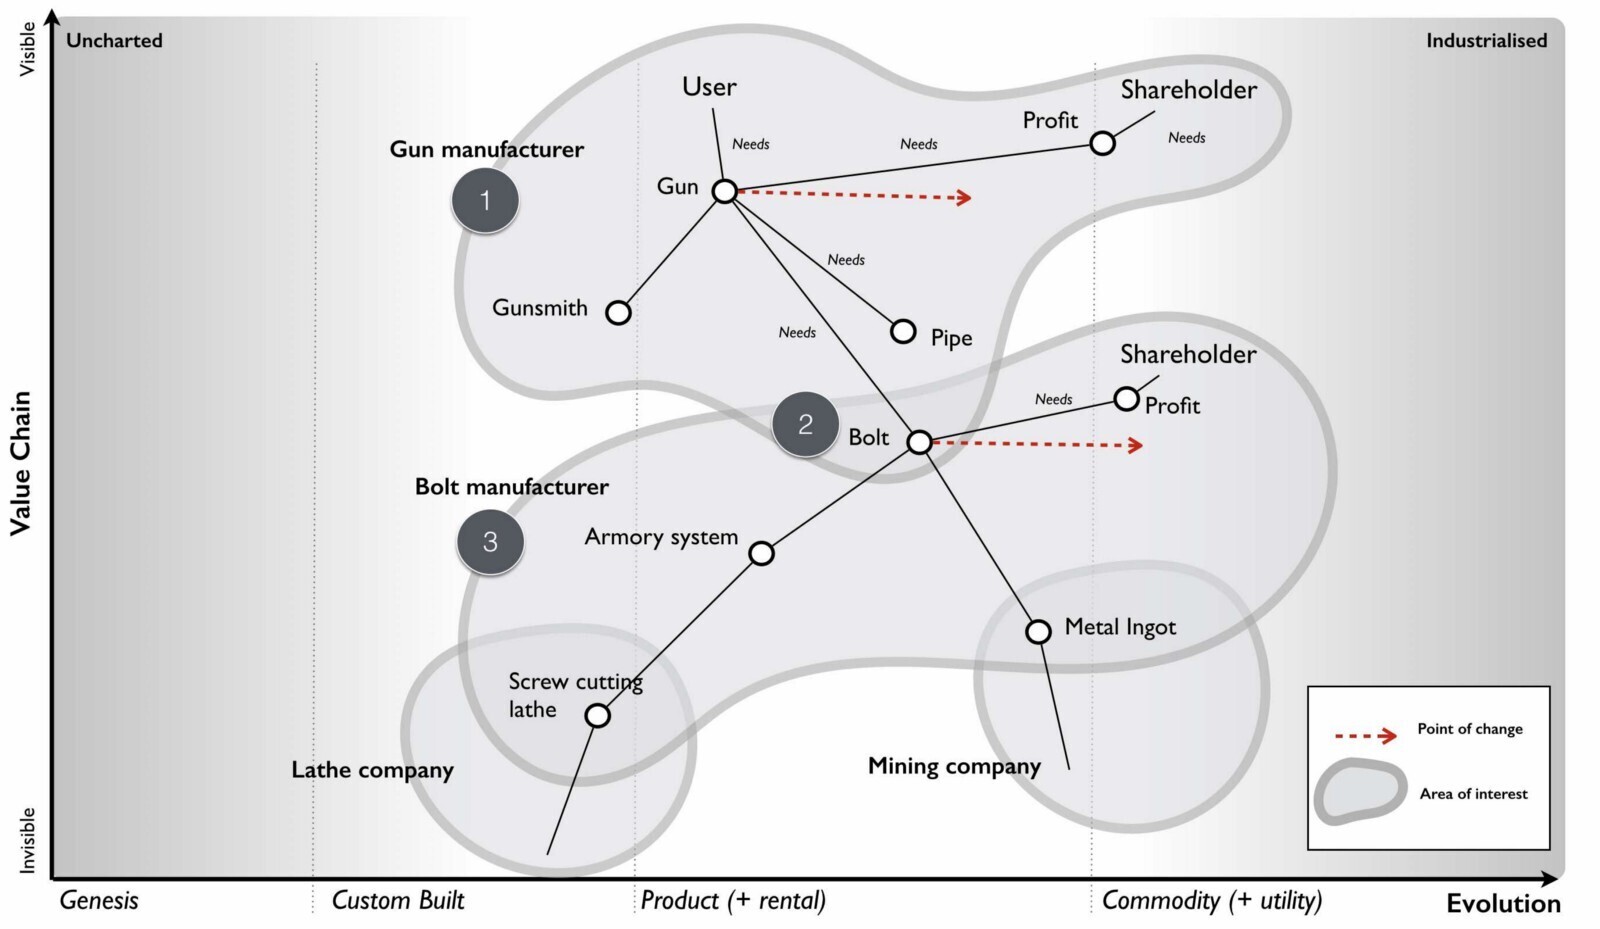 Visible
Uncharted
Industrialised
User
Shareholder
Profit
Needs
Needs
Needs
Gun manufacturer
1
Gun
Needs
Gunsmith
Pipe
Needs
Shareholder
Needs
Profit
2
Bolt
Value Chain
Bolt manufacturer
3
Armory system
Metal Ingot
Screw cutting
lathe
Lathe company
Mining company
Point of change
Area of interest
Invisible
Genesis
Custom Built
Product (+ rental)
Commodity (+ utility)
Evolution